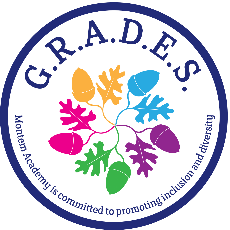 G.R.A.D.E.S.
Montem Academy is committed to promoting inclusion and diversity